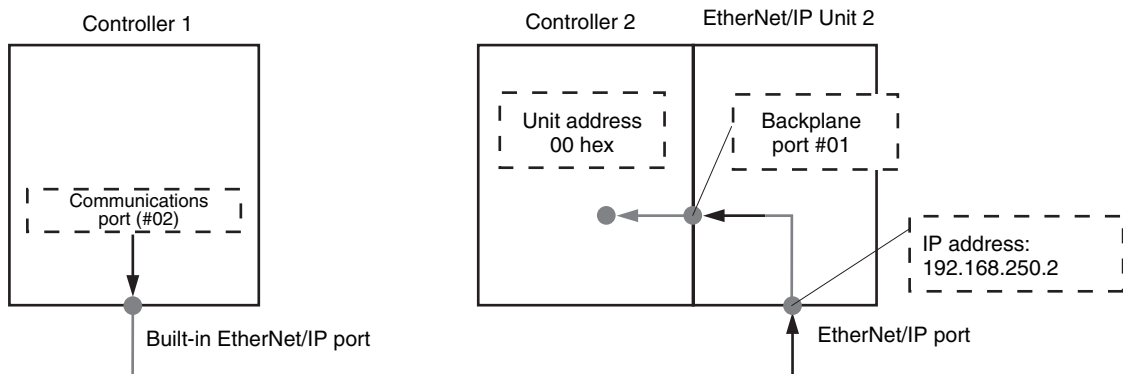 Controller 1
Controller 2
EtherNet/IP Unit 2
Unit address
00 hex
Backplane
port #01
Communications
port (#02)
IP address:
192.168.250.2
Built-in EtherNet/IP port
EtherNet/IP port